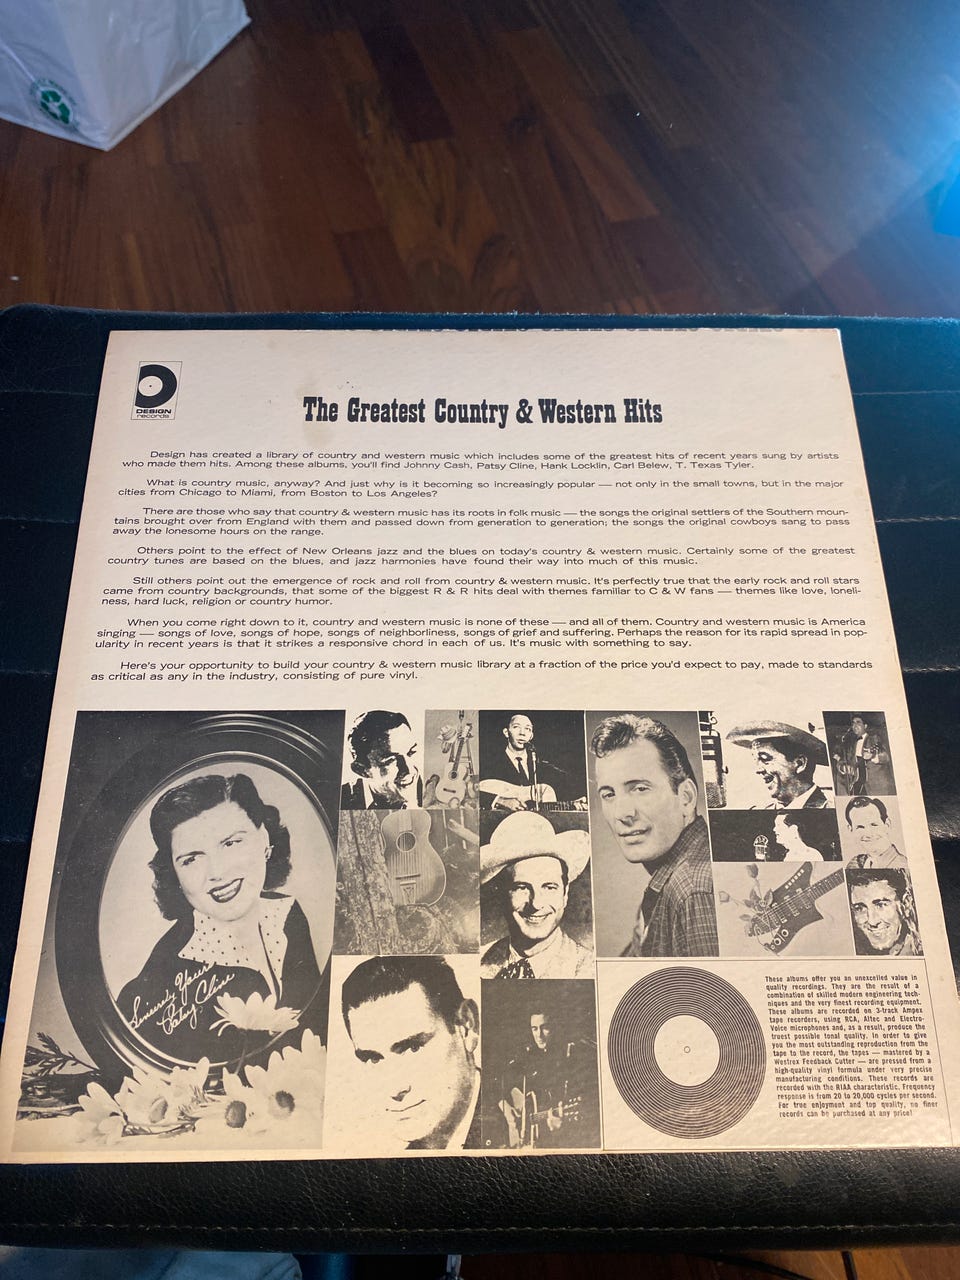 DESIGN
records
The Greatest Country & Western Hits
Design has created a library of country and western music which includes some of the greatest hits of recent years sung by artists
who made them hits. Among these albums, you'll find Johnny Cash, Patsy Cline, Hank Locklin, Carl Belew, T. Texas Tyler.
What is country music, anyway? And just why is it becoming so increasingly popular — not only in the small towns, but in the major
cities from Chicago to Miami, from Boston to Los Angeles?
There are those who say that country & western music has its roots in folk music — the songs the original settlers of the Southern moun-
tains brought over from England with them and passed down from generation to generation; the songs the original cowboys sang to pass
away the lonesome hours on the range.
Others point to the effect of New Orleans jazz and the blues on today's country & western music. Certainly some of the greatest
country tunes are based on the blues, and jazz harmonies have found their way into much of this music.
Still others point out the emergence of rock and roll from country & western music. It's perfectly true that the early rock and roll stars
came from country backgrounds, that some of the biggest R & R hits deal with themes familiar to C & W fans — themes like love, loneli-
ness, hard luck, religion or country humor.
When you come right down to it, country and western music is none of these — and all of them. Country and western music is America
singing — songs of love, songs of hope, songs of neighborliness, songs of grief and suffering. Perhaps the reason for its rapid spread in pop-
ularity in recent years is that it strikes a responsive chord in each of us. It's music with something to say.
Here's your opportunity to build your country & western music library at a fraction of the price you'd expect to pay, made to standards
as critical as any in the industry, consisting of pure vinyl.
Sincerely Yours
Patsy Cline
These albums offer you an unexcelled value in
quality recordings. They are the result of a
combination of skilled modern engineering tech-
niques and the very finest recording equipment.
These albums are recorded on 3-track Ampex
tape recorders, using RCA, Altec and Electro-
Voice microphones and, as a result, produce the
truest possible tonal quality. In order to give
you the most outstanding reproduction from the
tape to the record, the tapes — mastered by a
Westrex Feedback Cutter — are pressed from a
high-quality vinyl formula under very precise
manufacturing conditions. These records are
recorded with the RIAA characteristic. Frequency
response is from 20 to 20,000 cycles per second.
For true enjoyment and top quality, no finer
records can be purchased at any price!